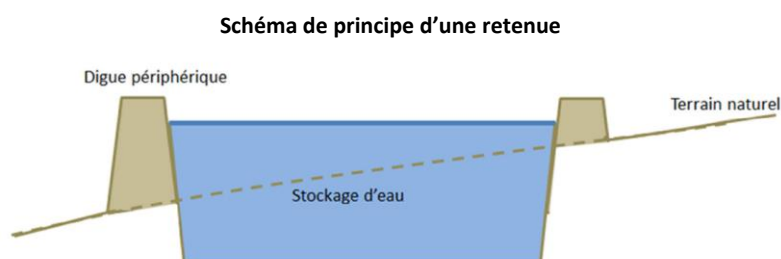 Schéma de principe d’une retenue
Digue périphérique
Terrain naturel
Stockage d’eau